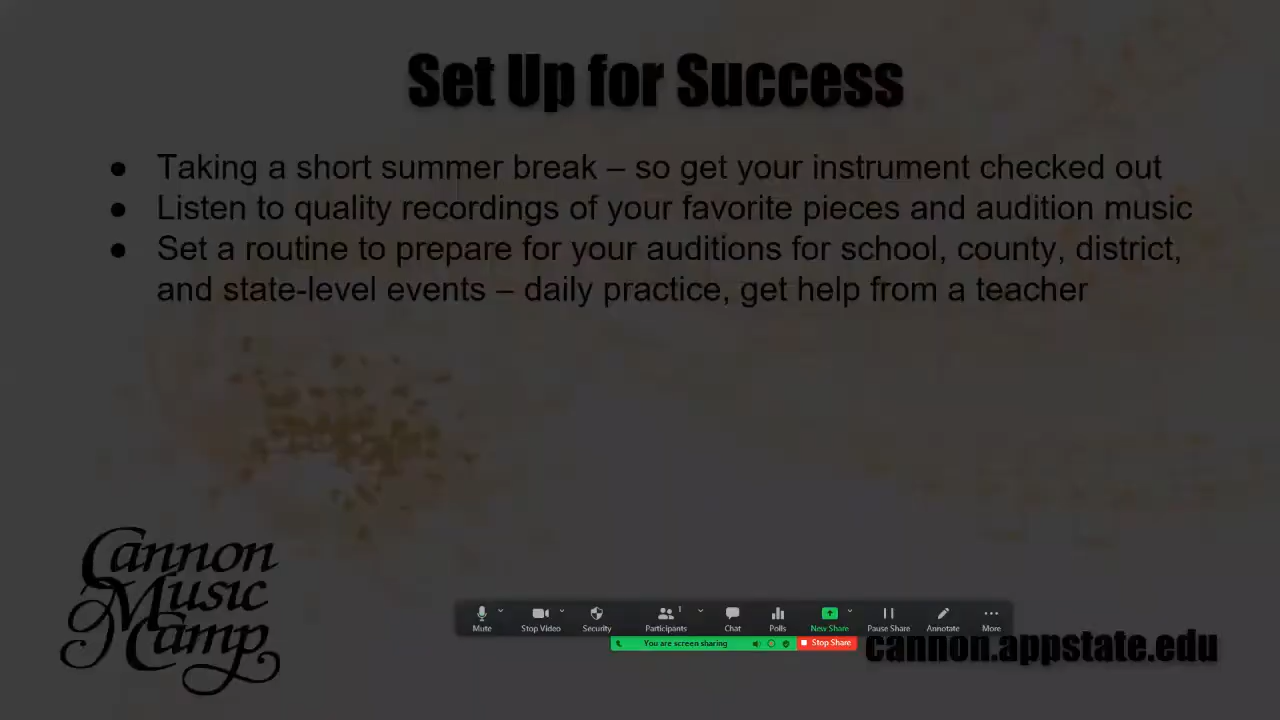 Set Up for Success
● Taking a short summer break – so get your instrument checked out
● Listen to quality recordings of your favorite pieces and audition music
● Set a routine to prepare for your auditions for school, county, district,
and state-level events – daily practice, get help from a teacher
Cannon
Music
Camp
Mute
Stop Video
Security
Participants
1
Chat
Polls
New Share
Pause Share
Annotate
More
You are screen sharing
Stop Share
cannon.appstate.edu